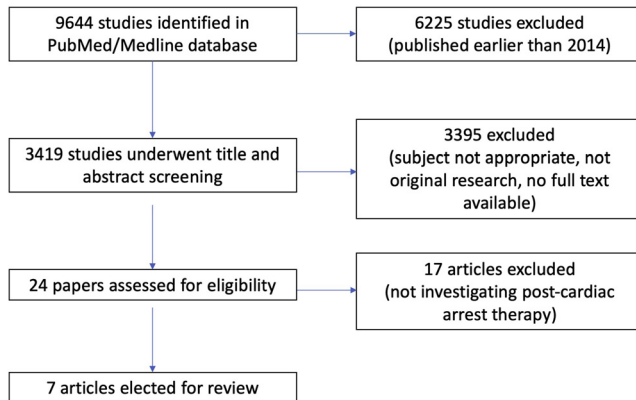 9644 studies identified in
PubMed/Medline database
6225 studies excluded
(published earlier than 2014)
3419 studies underwent title and
abstract screening
3395 excluded
(subject not appropriate, not
original research, no full text
available)
24 papers assessed for eligibility
17 articles excluded
(not investigating post-cardiac
arrest therapy)
7 articles elected for review